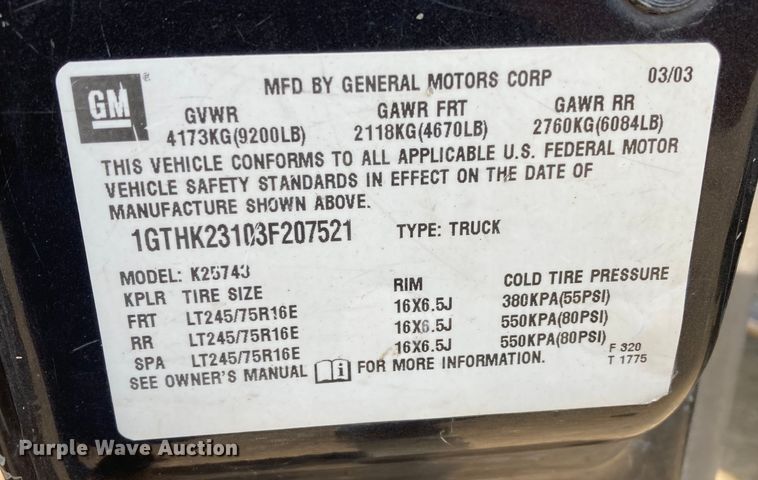 GM ® MFD BY GENERAL MOTORS CORP 03/03
GVWR GAWR FRT GAWR RR
4173KG(9200LB) 2118KG(4670LB) 2760KG(6084LB)
THIS VEHICLE CONFORMS TO ALL APPLICABLE U.S. FEDERAL MOTOR
VEHICLE SAFETY STANDARDS IN EFFECT ON THE DATE OF
MANUFACTURE SHOWN ABOVE.
1GTHK23103F207521 TYPE: TRUCK
MODEL: K25743
KPLR TIRE SIZE RIM COLD TIRE PRESSURE
FRT LT245/75R16E 16X6.5J 380KPA(55PSI)
RR LT245/75R16E 16X6.5J 550KPA(80PSI)
SPA LT245/75R16E 16X6.5J 550KPA(80PSI)
SEE OWNER'S MANUAL i FOR MORE INFORMATION.
F 320
T 1775
Purple Wave Auction